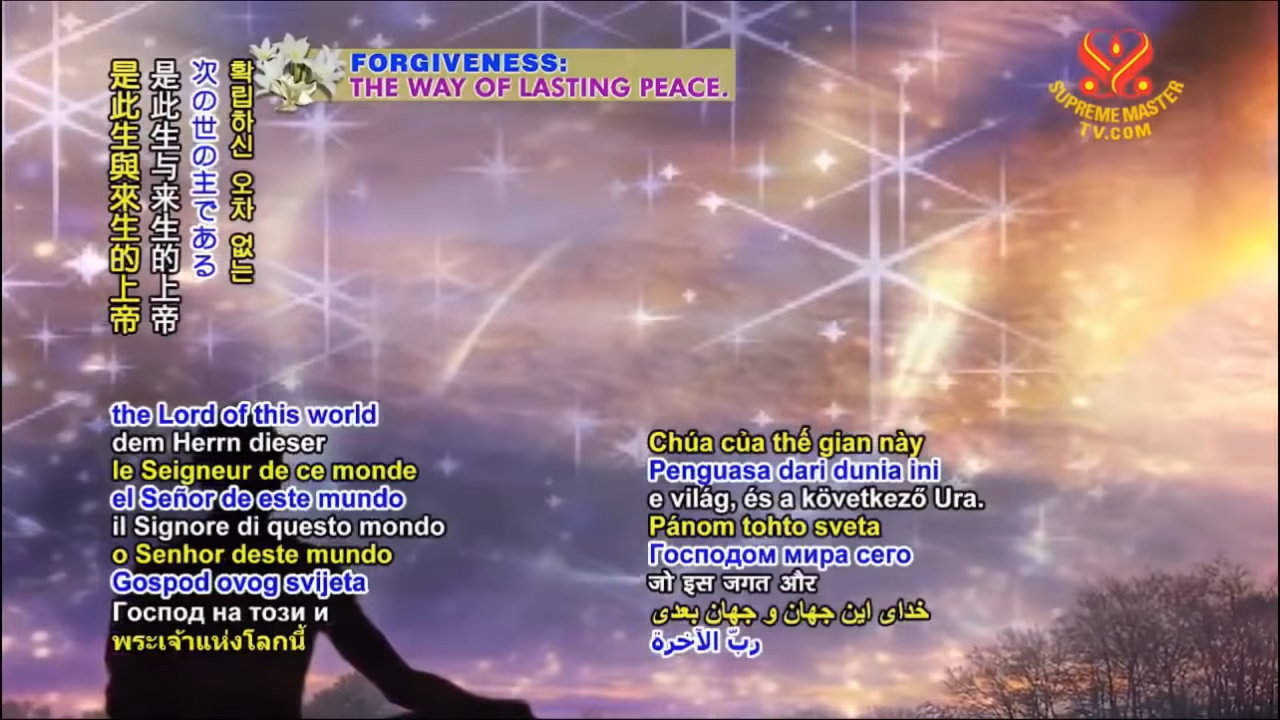 FORGIVENESS:
THE WAY OF LASTING PEACE.
SUPREME MASTER
TV.COM
확립하신 오차 없는
次の世の主である
是此生与来生的上帝
是此生與來生的上帝
the Lord of this world
dem Herrn dieser
le Seigneur de ce monde
el Señor de este mundo
il Signore di questo mondo
o Senhor deste mundo
Gospod ovog svijeta
Господ на този и
พระเจ้าแห่งโลกนี้
Chúa của thế gian này
Penguasa dari dunia ini
e világ, és a következő Ura.
Pánom tohto sveta
Господом мира сего
जो इस जगत और
خدای این جهان و جهان بعدی
ربّ الآخرة